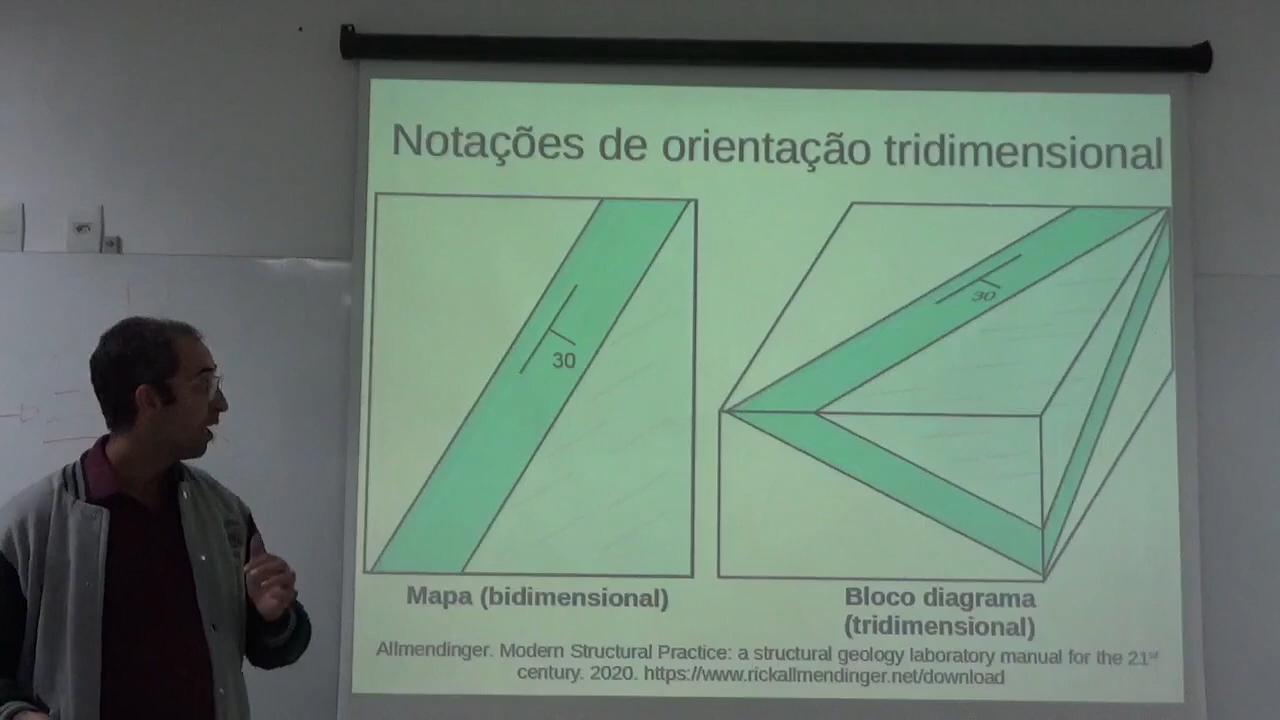 Notações de orientação tridimensional
30
30
Mapa (bidimensional)
Bloco diagrama
(tridimensional)
Allmendinger. Modern Structural Practice: a structural geology laboratory manual for the 21st
century. 2020. https://www.rickallmendinger.net/download